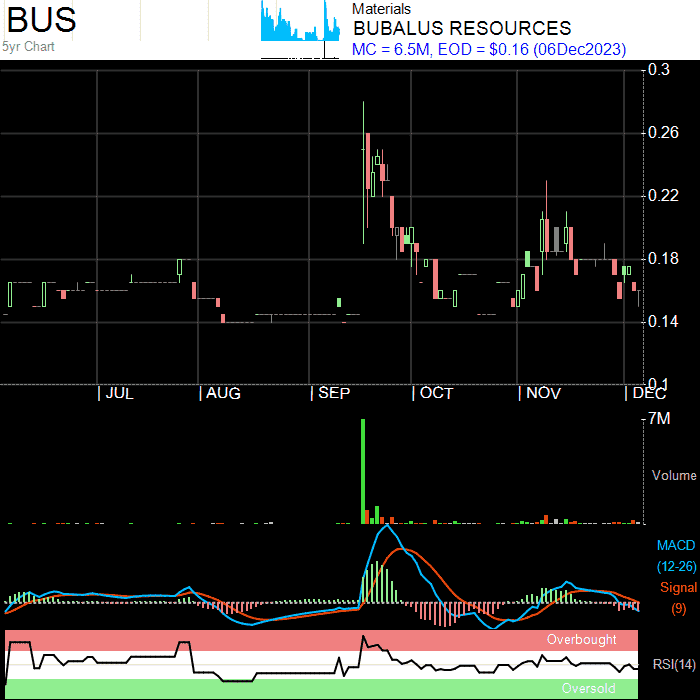 BUS
5yr Chart
Materials
BUBALUS RESOURCES
MC = 6.5M, EOD = $0.16 (06Dec2023)
0.3
0.26
0.22
0.18
0.14
0.1
JUL
AUG
SEP
OCT
NOV
DEC
7M
Volume
MACD
(12-26)
Signal
(9)
Overbought
RSI(14)
Oversold